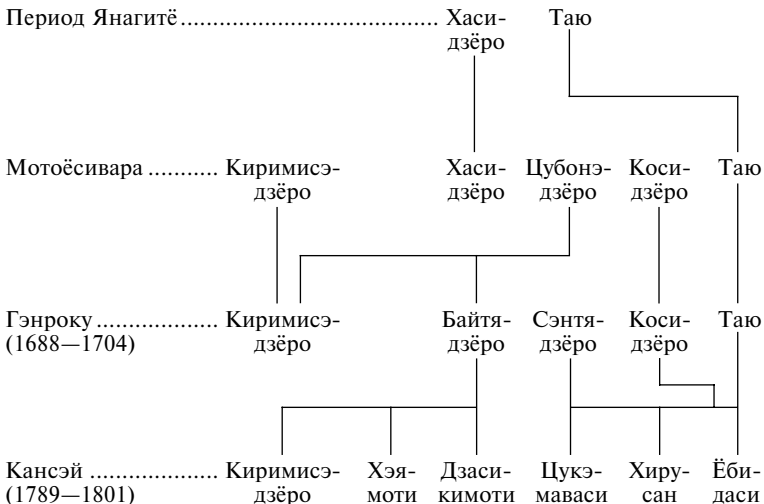 Период Янагитё ....................................... Хаси- Таю
дзёро
Мотоёсивара ........... Киримисэ- Хаси- Цубонэ- Коси- Таю
дзёро дзёро дзёро дзёро
Гэнроку .................... Киримисэ- Байтя- Сэнтя- Коси- Таю
(1688—1704) дзёро дзёро дзёро дзёро
Кансэй ..................... Киримисэ- Хэя- Дзаси- Цукэ- Хиру- Ёби-
(1789—1801) дзёро моти кимоти маваси сан даси